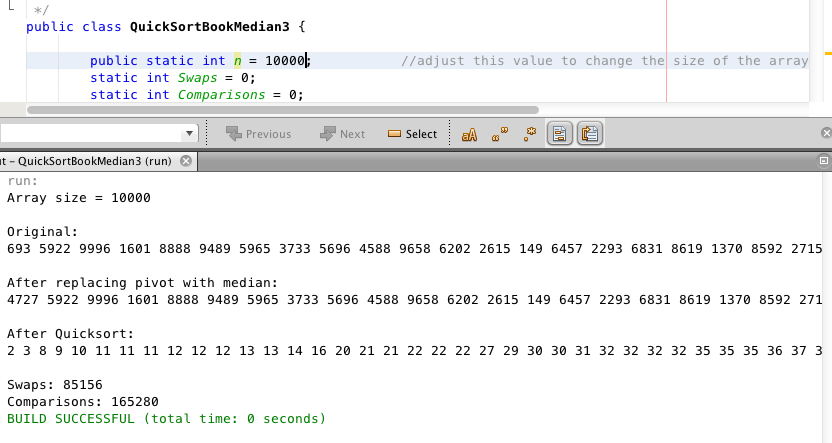 */
public class QuickSortBookMedian3 {
public static int n = 10000; //adjust this value to change the size of the array
static int Swaps = 0;
static int Comparisons = 0;
Previous Next Select aA “” .*
ut – QuickSortBookMedian3 (run)
run:
Array size = 10000
Original:
693 5922 9996 1601 8888 9489 5965 3733 5696 4588 9658 6202 2615 149 6457 2293 6831 8619 1370 8592 2715
After replacing pivot with median:
4727 5922 9996 1601 8888 9489 5965 3733 5696 4588 9658 6202 2615 149 6457 2293 6831 8619 1370 8592 271
After Quicksort:
2 3 8 9 10 11 11 11 12 12 12 13 13 14 16 20 21 21 22 22 22 27 29 30 30 31 32 32 32 32 35 35 35 36 37 3
Swaps: 85156
Comparisons: 165280
BUILD SUCCESSFUL (total time: 0 seconds)